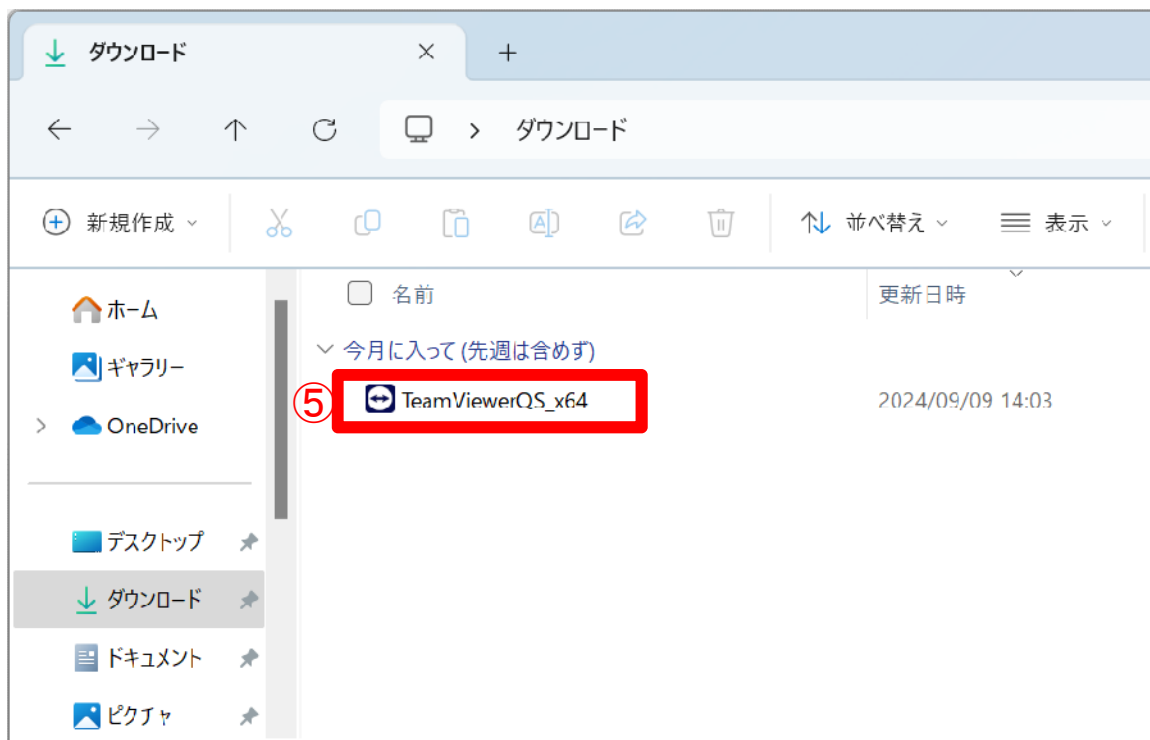 ダウンロード
ダウンロード
新規作成 並べ替え 表示
名前 更新日時
ホーム
今月に入って (先週は含めず)
ギャラリー
⑤ TeamViewerQS_x64 2024/09/09 14:03
OneDrive
デスクトップ
ダウンロード
ドキュメント
ピクチャ